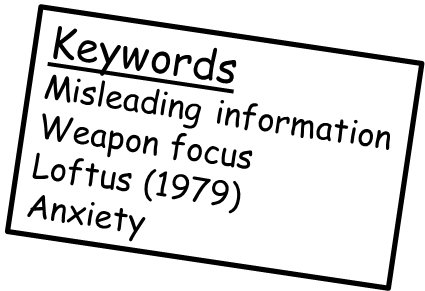 Keywords
Misleading information
Weapon focus
Loftus (1979)
Anxiety